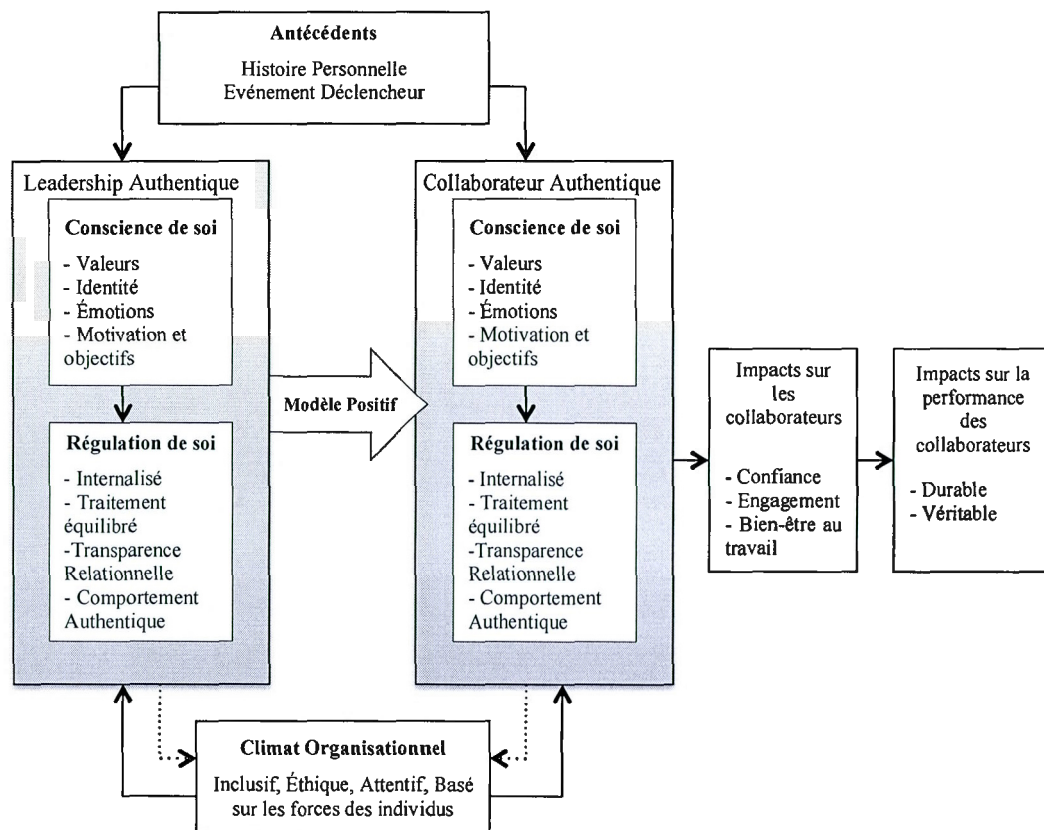 Antécédents
Histoire Personnelle
Evénement Déclencheur
Leadership Authentique
Conscience de soi
- Valeurs
- Identité
- Émotions
- Motivation et
objectifs
Régulation de soi
- Internalisé
- Traitement
équilibré
-Transparence
Relationnelle
- Comportement
Authentique
Modèle Positif
Collaborateur Authentique
Conscience de soi
- Valeurs
- Identité
- Émotions
- Motivation et
objectifs
Régulation de soi
- Internalisé
- Traitement
équilibré
-Transparence
Relationnelle
- Comportement
Authentique
Impacts sur
les
collaborateurs
- Confiance
- Engagement
- Bien-être au
travail
Impacts sur la
performance
des
collaborateurs
- Durable
- Véritable
Climat Organisationnel
Inclusif, Éthique, Attentif, Basé
sur les forces des individus